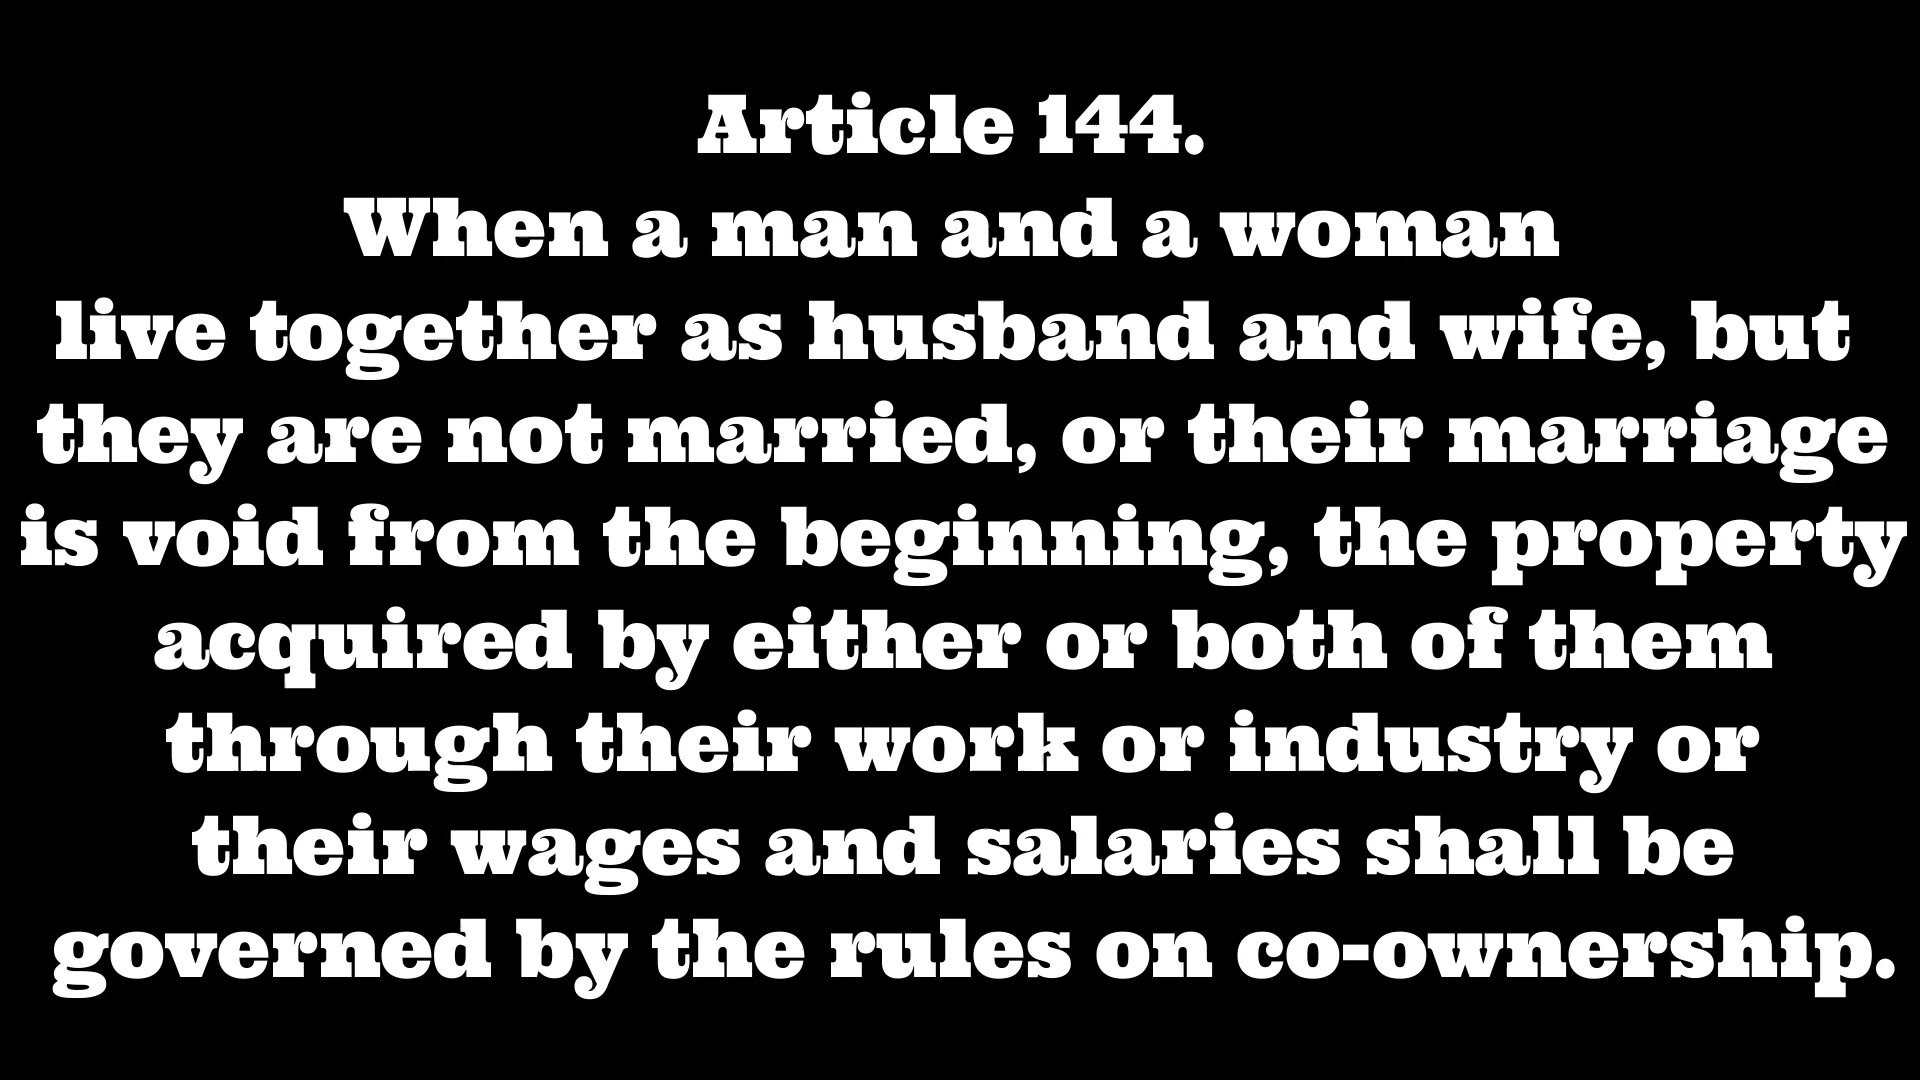 Article 144.
When a man and a woman
live together as husband and wife, but
they are not married, or their marriage
is void from the beginning, the property
acquired by either or both of them
through their work or industry or
their wages and salaries shall be
governed by the rules on co-ownership.